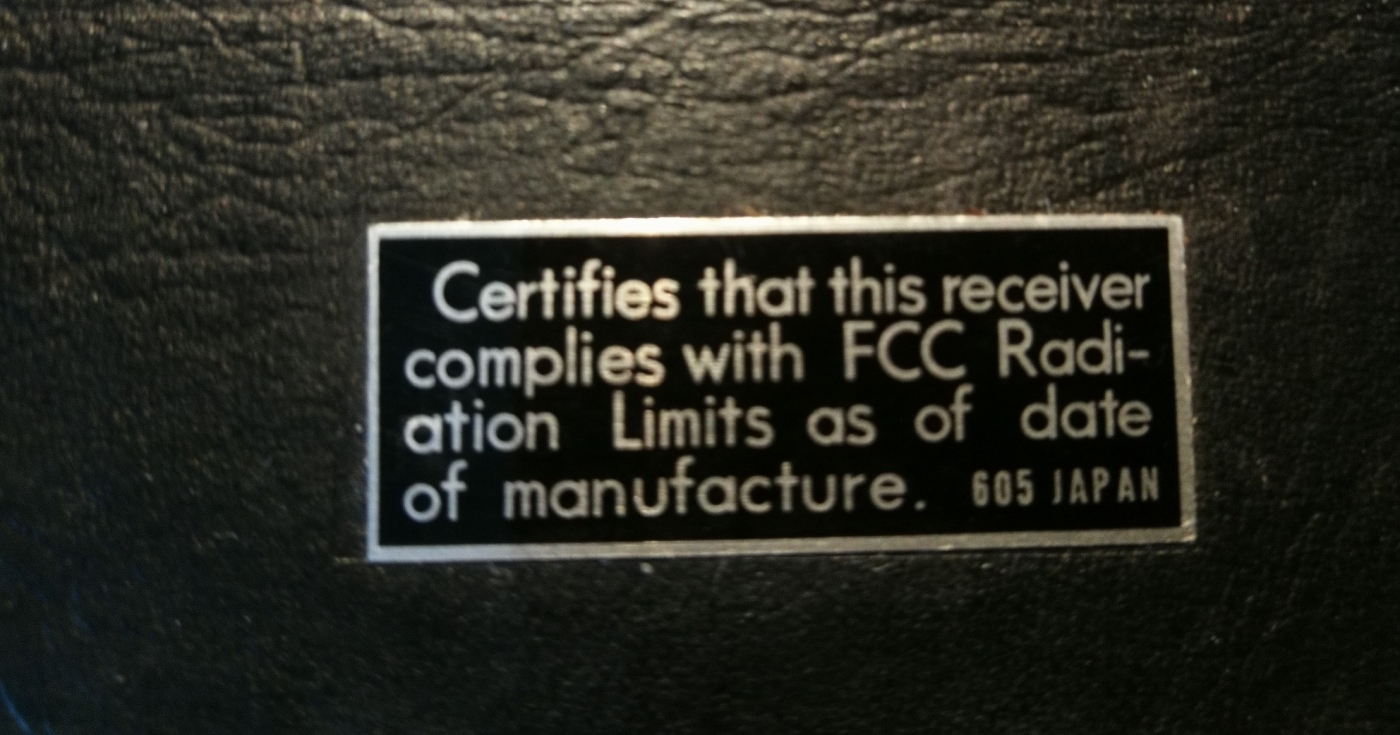 Certifies that this receiver
complies with FCC Radi-
ation Limits as of date
of manufacture. 605 JAPAN